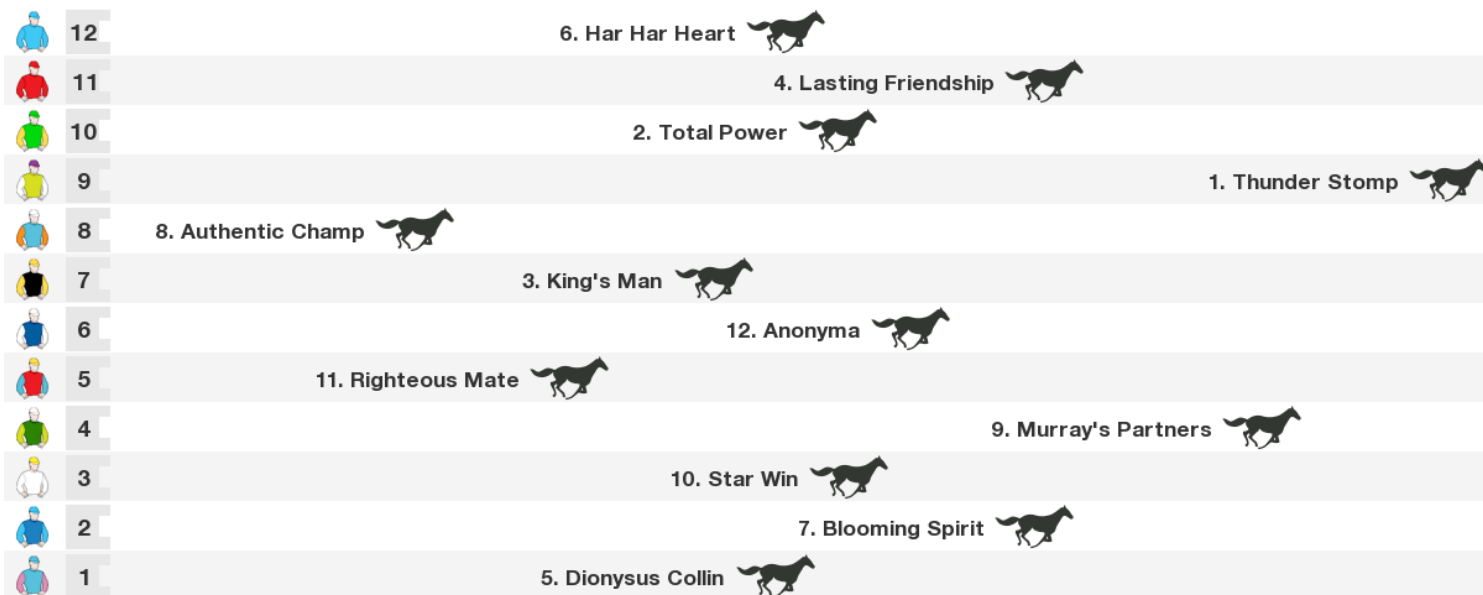 12 6. Har Har Heart
11 4. Lasting Friendship
10 2. Total Power
9 1. Thunder Stomp
8 8. Authentic Champ
7 3. King's Man
6 12. Anonyma
5 11. Righteous Mate
4 9. Murray's Partners
3 10. Star Win
2 7. Blooming Spirit
1 5. Dionysus Collin